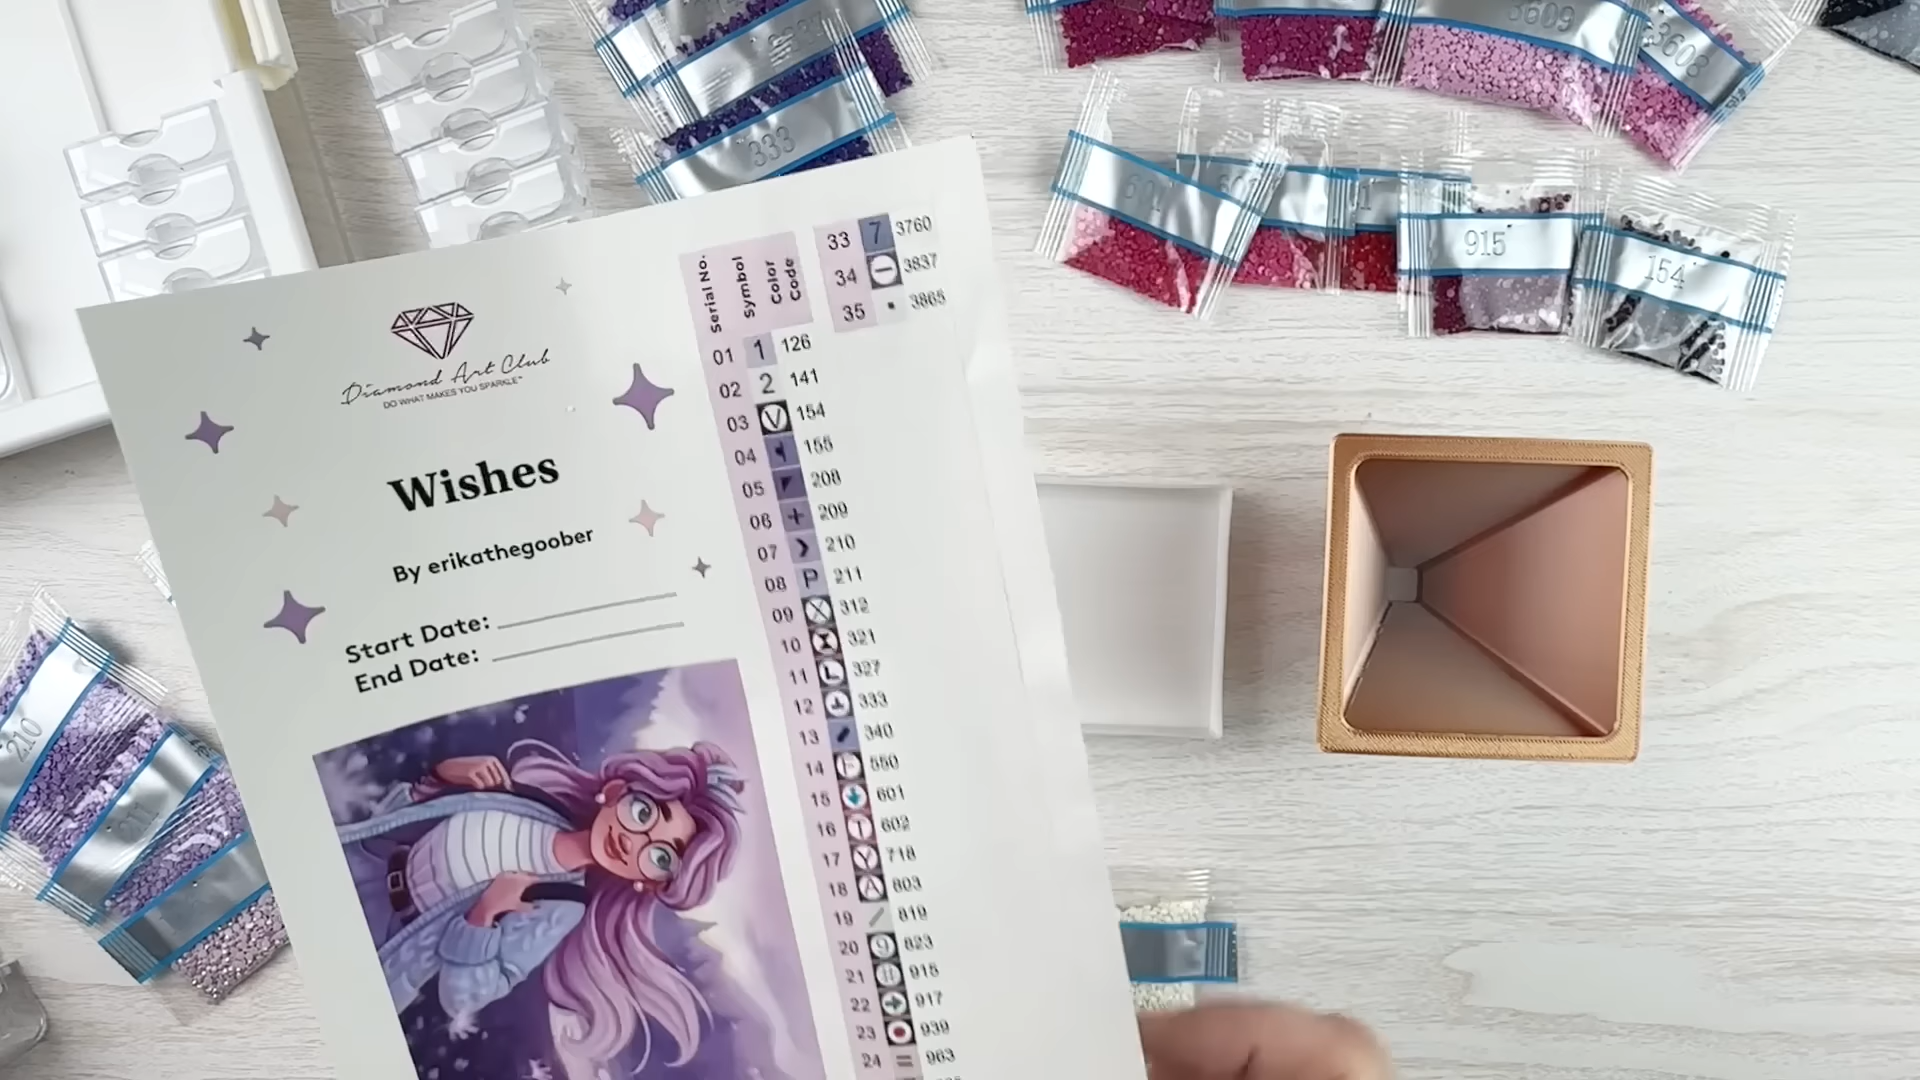 3609
333
915
154
210
211
Diamond Art Club
DO WHAT MAKES YOU SPARKLE™
Wishes
By erikathegoober
Start Date:
End Date:
Serial No.
Symbol
Color Code
01 1 126
02 2 141
03 V 154
04 155
05 208
06 + 209
07 210
08 P 211
09 X 312
10 321
11 L 327
12 333
13 340
14 F 550
15 601
16 T 602
17 Y 718
18 A 803
19 / 819
20 9 823
21 915
22 917
23 939
24 = 963
33 7 3760
34 − 3837
35 ▪ 3865